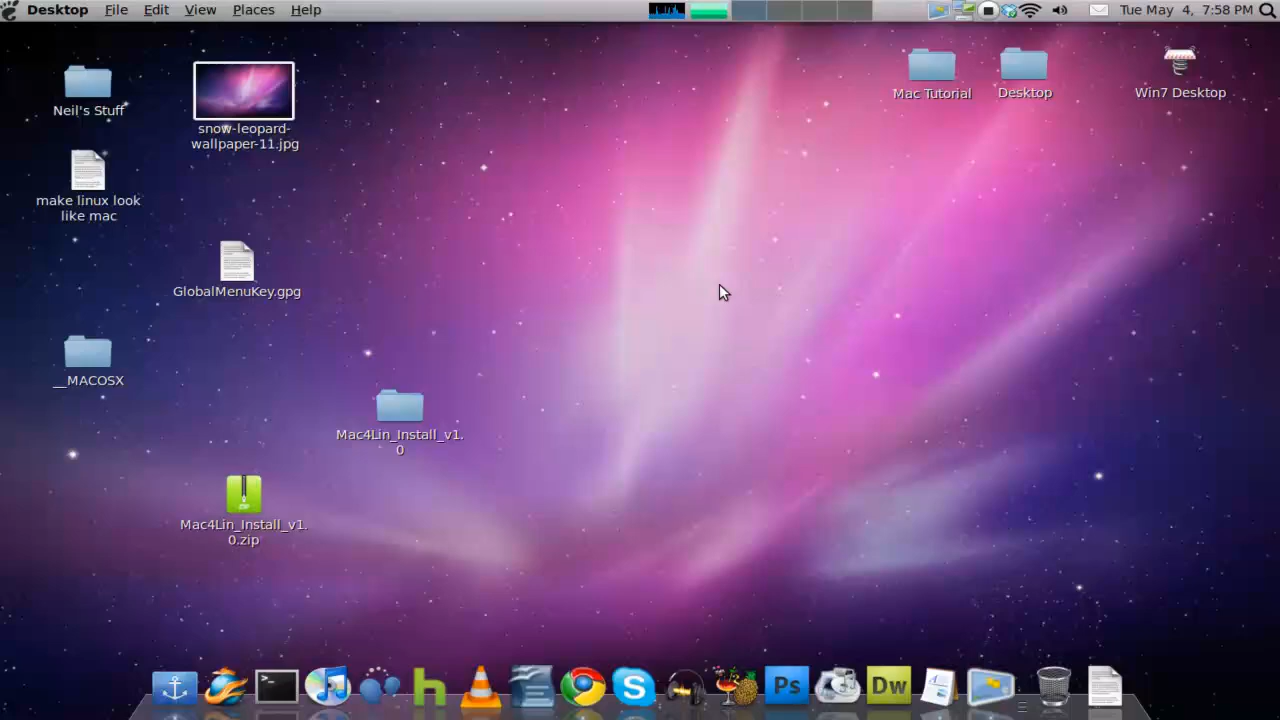 Desktop File Edit View Places Help Tue May 4, 7:58 PM
Neil's Stuff
snow-leopard-
wallpaper-11.jpg
Mac Tutorial
Desktop
Win7 Desktop
make linux look
like mac
GlobalMenuKey.gpg
__MACOSX
Mac4Lin_Install_v1.
0
ZIP
Mac4Lin_Install_v1.
0.zip
>_
h
S
Ps
Dw